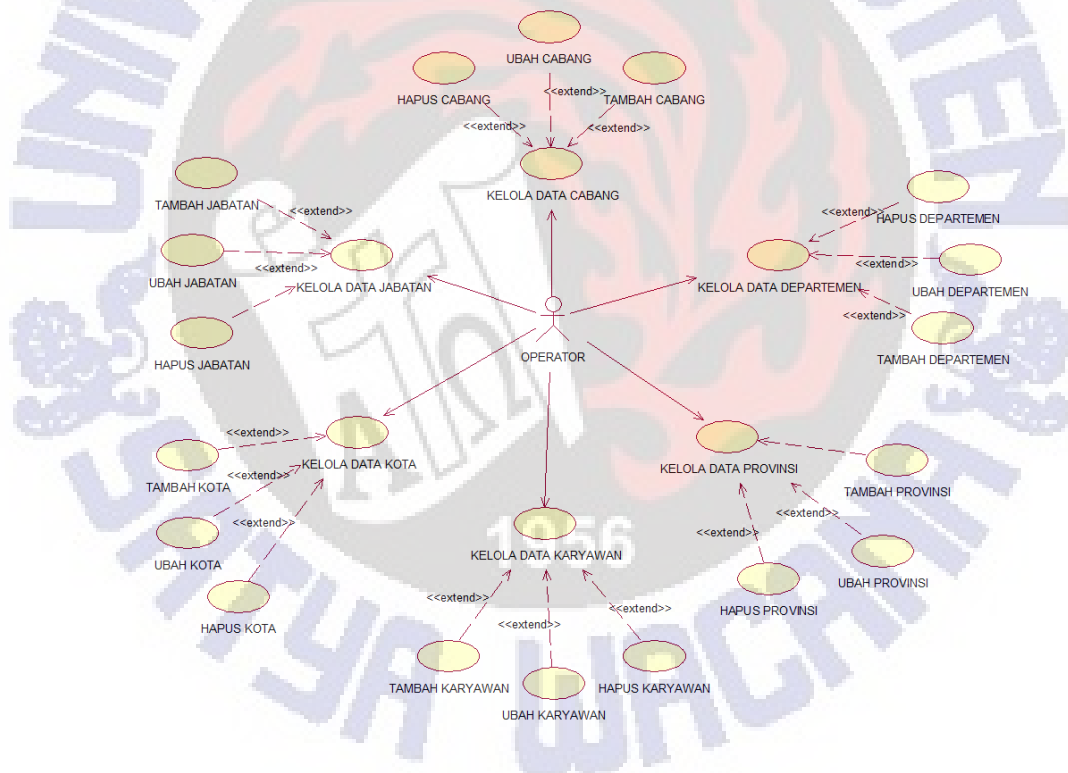 UBAH CABANG
HAPUS CABANG
TAMBAH CABANG
<<extend>>
<<extend>>
<<extend>>
KELOLA DATA CABANG
TAMBAH JABATAN
<<extend>>
UBAH JABATAN
<<extend>>
KELOLA DATA JABATAN
HAPUS JABATAN
<<extend>>
HAPUS DEPARTEMEN
<<extend>>
KELOLA DATA DEPARTEMEN
UBAH DEPARTEMEN
<<extend>>
TAMBAH DEPARTEMEN
OPERATOR
<<extend>>
KELOLA DATA KOTA
TAMBAH KOTA
<<extend>>
<<extend>>
UBAH KOTA
HAPUS KOTA
KELOLA DATA PROVINSI
TAMBAH PROVINSI
<<extend>>
<<extend>>
UBAH PROVINSI
HAPUS PROVINSI
KELOLA DATA KARYAWAN
<<extend>>
<<extend>>
<<extend>>
TAMBAH KARYAWAN
HAPUS KARYAWAN
UBAH KARYAWAN
1956
SATYA WACANA